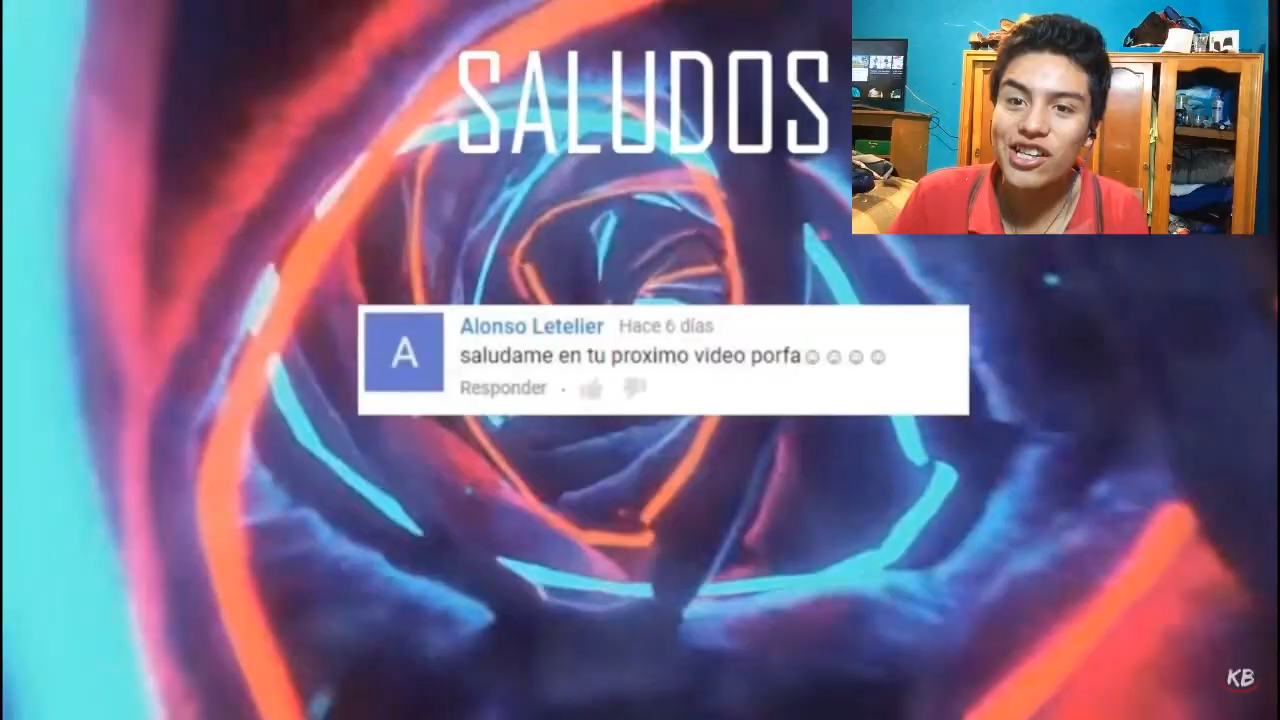 SALUDOS
A
Alonso Letelier Hace 6 días
saludame en tu proximo video porfa☺☺☺☺
Responder ·
KB